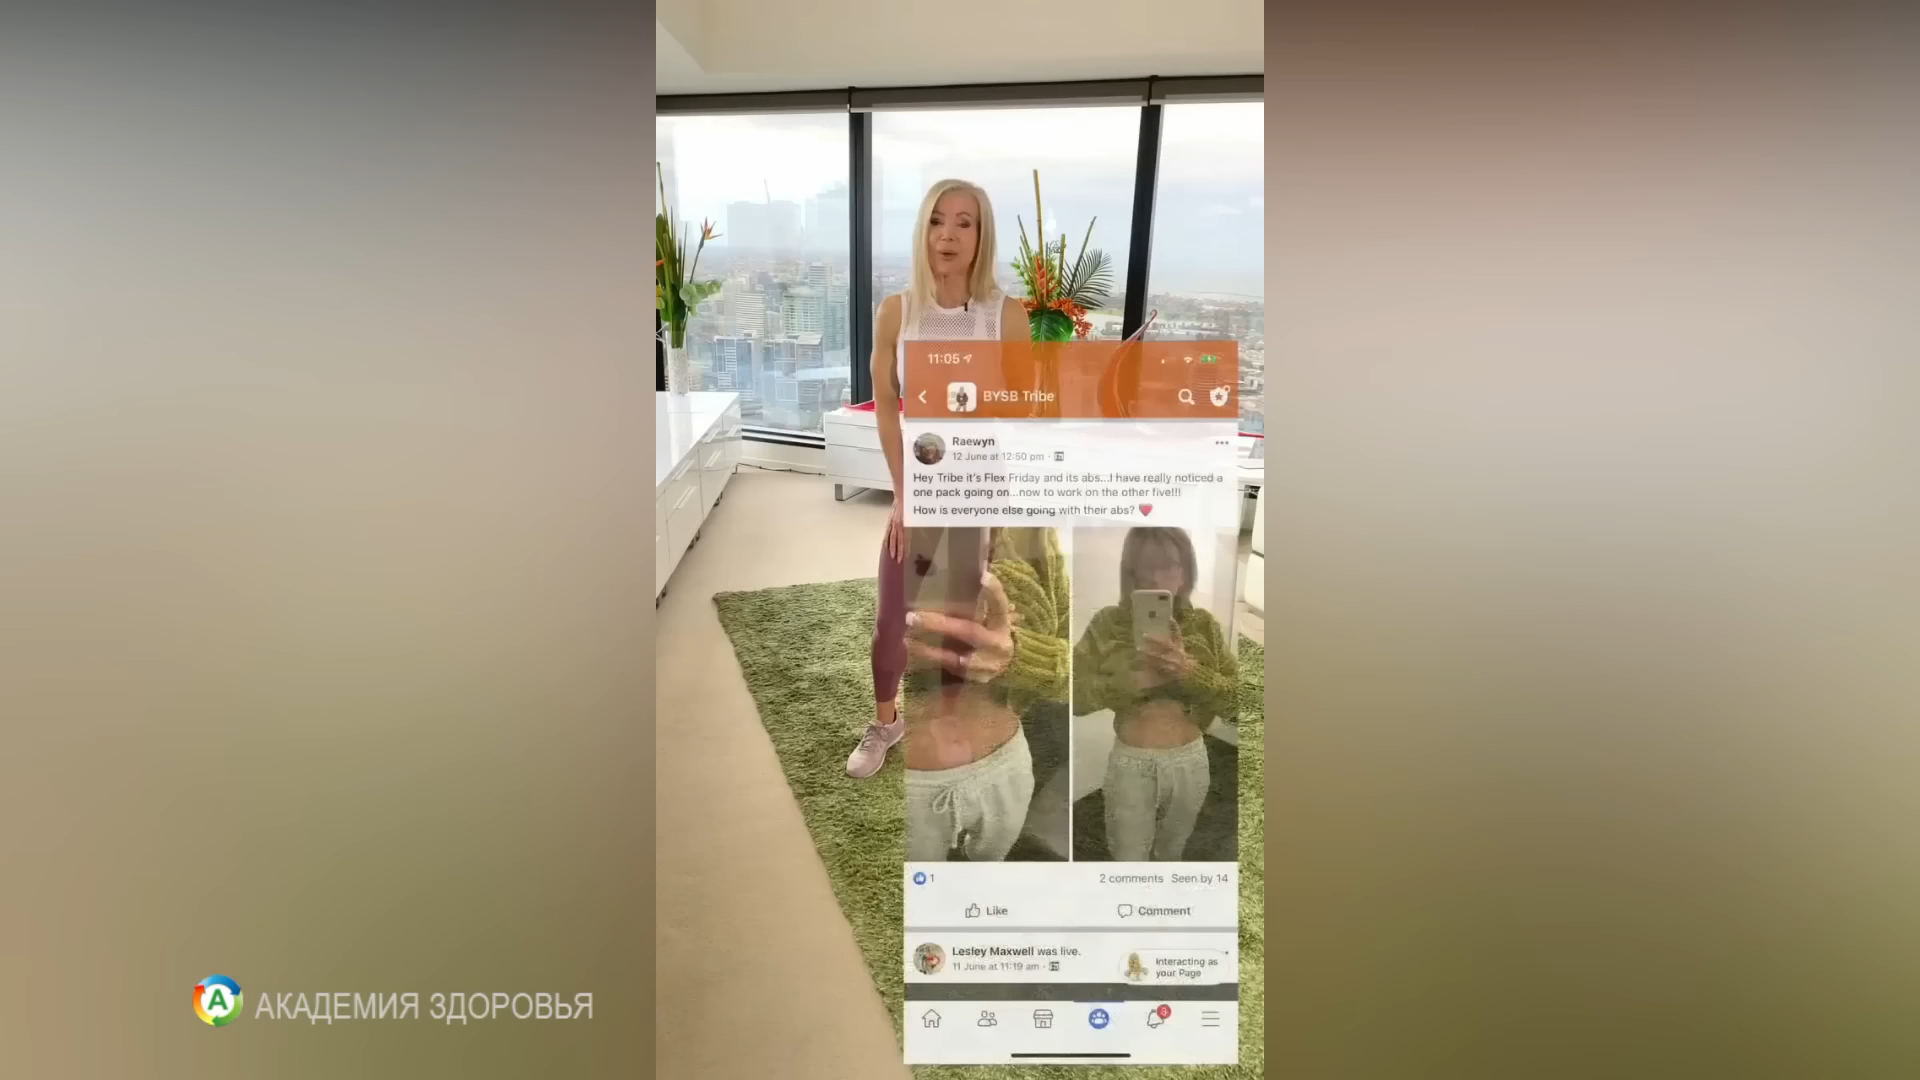 11:05
BYSB Tribe
Raewyn
12 June at 12:50 pm ·
Hey Tribe it's Flex Friday and its abs...I have really noticed a
one pack going on...now to work on the other five!!!
How is everyone else going with their abs? ❤️
1
2 comments Seen by 14
Like
Comment
Lesley Maxwell was live.
11 June at 11:19 am ·
Interacting as
your Page
3
А АКАДЕМИЯ ЗДОРОВЬЯ